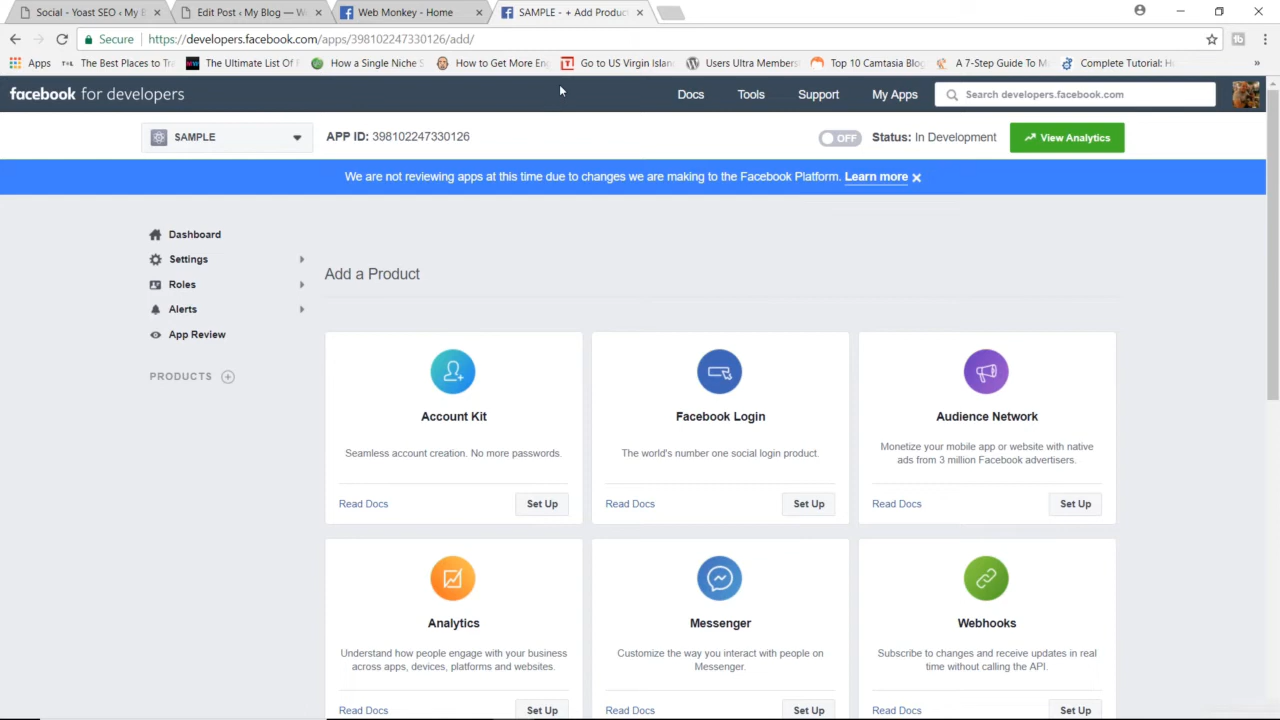 Social - Yoast SEO ‹ My B
Edit Post ‹ My Blog — W
Web Monkey - Home
SAMPLE - + Add Produc
Secure
https://developers.facebook.com/apps/398102247330126/add/
Apps
The Best Places to Tra
The Ultimate List Of F
How a Single Niche S
How to Get More Eng
Go to US Virgin Islan
Users Ultra Members
Top 10 Camtasia Blog
A 7-Step Guide To M
Complete Tutorial: H
»
facebook for developers
Docs
Tools
Support
My Apps
Search developers.facebook.com
SAMPLE
APP ID: 398102247330126
OFF
Status: In Development
View Analytics
We are not reviewing apps at this time due to changes we are making to the Facebook Platform. Learn more
Dashboard
Settings
Roles
Alerts
App Review
PRODUCTS
Add a Product
Account Kit
Seamless account creation. No more passwords.
Read Docs
Set Up
Facebook Login
The world's number one social login product.
Read Docs
Set Up
Audience Network
Monetize your mobile app or website with native
ads from 3 million Facebook advertisers.
Read Docs
Set Up
Analytics
Understand how people engage with your business
across apps, devices, platforms and websites.
Read Docs
Set Up
Messenger
Customize the way you interact with people on
Messenger.
Read Docs
Set Up
Webhooks
Subscribe to changes and receive updates in real
time without calling the API.
Read Docs
Set Up